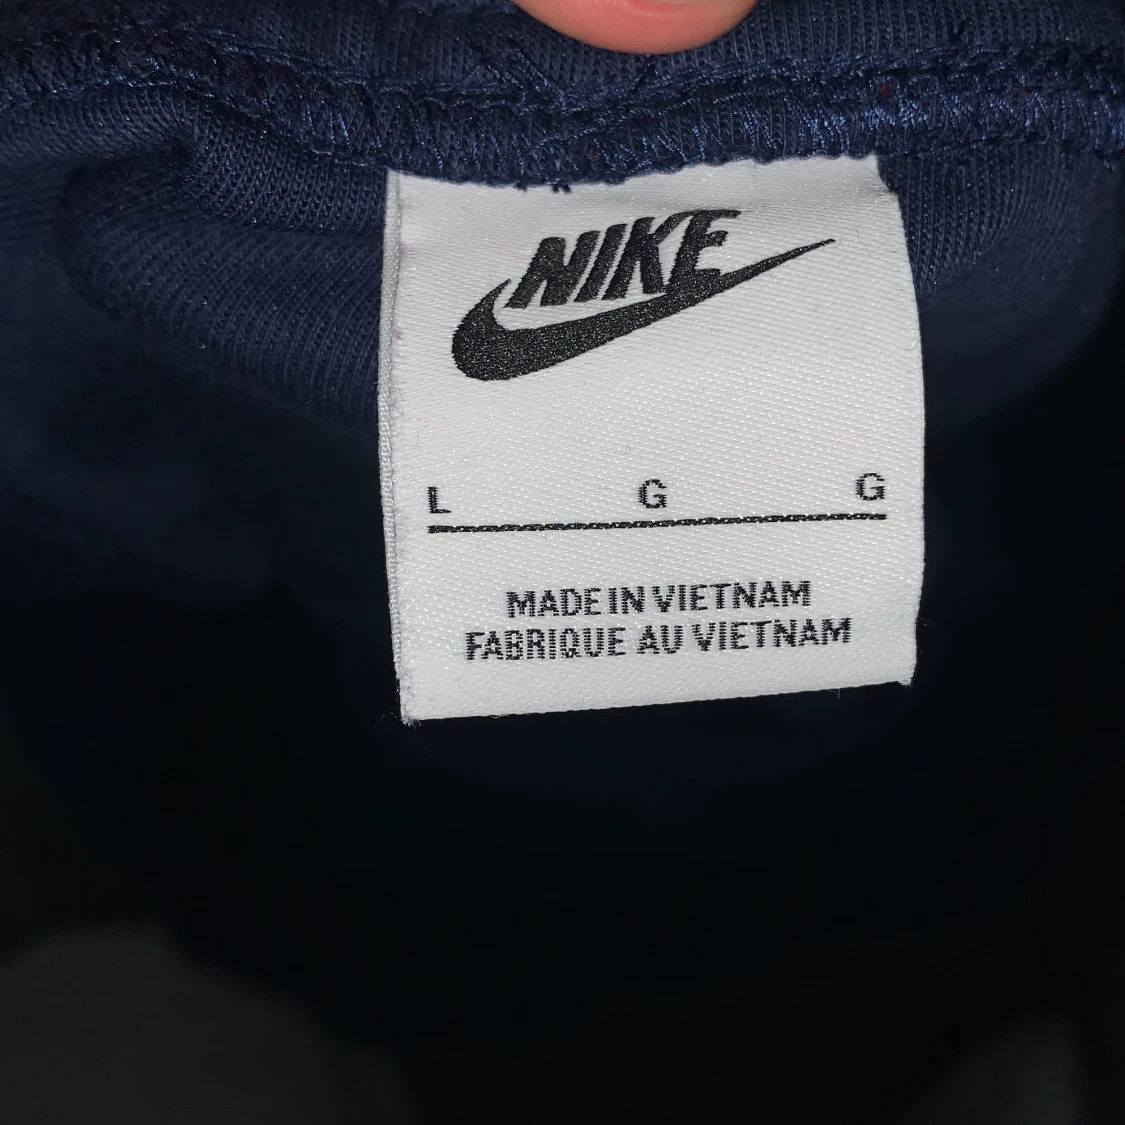 NIKE
L G G
MADE IN VIETNAM
FABRIQUE AU VIETNAM